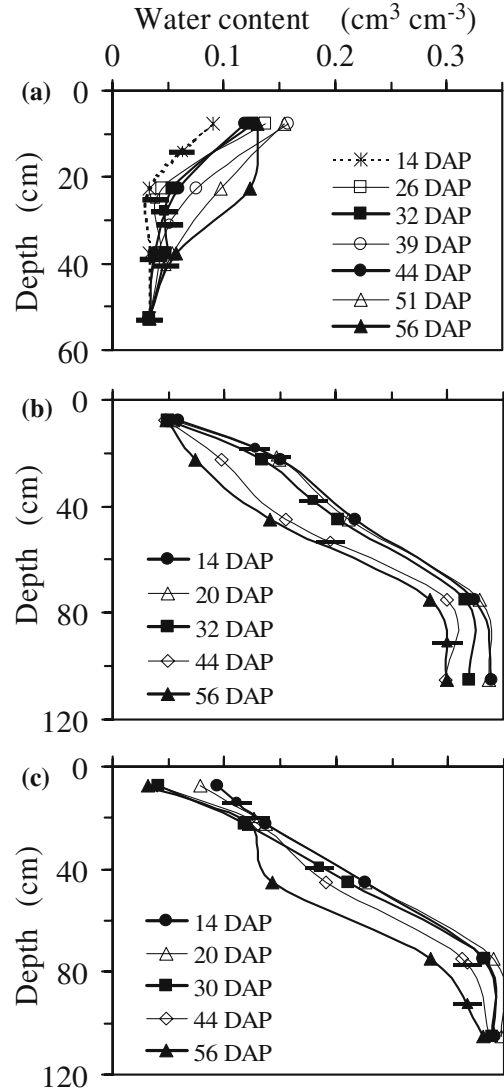 Water content (cm³ cm⁻³)
0 0.1 0.2 0.3
(a)
0
20
40
60
Depth (cm)
14 DAP
26 DAP
32 DAP
39 DAP
44 DAP
51 DAP
56 DAP
(b)
0
40
80
120
Depth (cm)
14 DAP
20 DAP
32 DAP
44 DAP
56 DAP
(c)
0
40
80
120
Depth (cm)
14 DAP
20 DAP
30 DAP
44 DAP
56 DAP